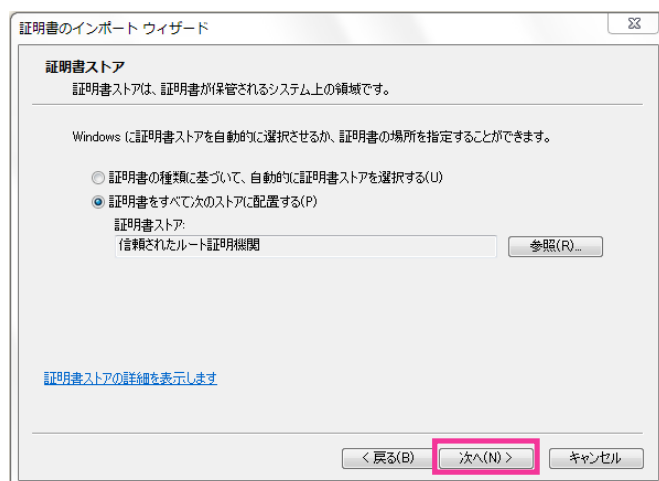 証明書のインポート ウィザード
証明書ストア
証明書ストアは、証明書が保管されるシステム上の領域です。
Windows に証明書ストアを自動的に選択させるか、証明書の場所を指定することができます。
証明書の種類に基づいて、自動的に証明書ストアを選択する(U)
証明書をすべて次のストアに配置する(P)
証明書ストア:
信頼されたルート証明機関
参照(R)...
証明書ストアの詳細を表示します
< 戻る(B)
次へ(N) >
キャンセル